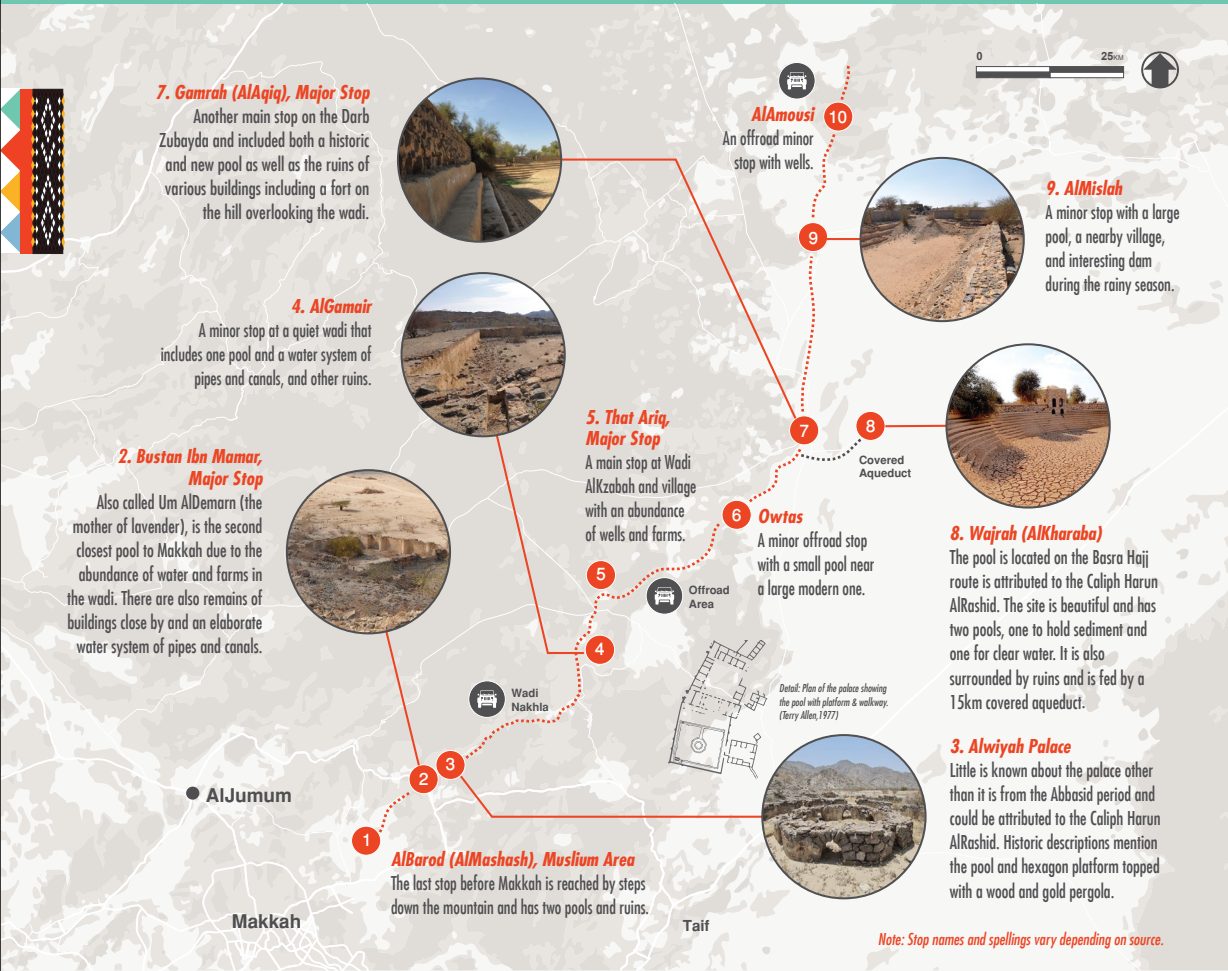 0 25KM
7. Gamrah (AlAqiq), Major Stop
Another main stop on the Darb
Zubayda and included both a historic
and new pool as well as the ruins of
various buildings including a fort on
the hill overlooking the wadi.
AlAmousi
10
An offroad minor
stop with wells.
9
9. AlMislah
A minor stop with a large
pool, a nearby village,
and interesting dam
during the rainy season.
4. AlGamair
A minor stop at a quiet wadi that
includes one pool and a water system of
pipes and canals, and other ruins.
7
8
Covered
Aqueduct
5. That Ariq,
Major Stop
A main stop at Wadi
AlKzabah and village
with an abundance
of wells and farms.
2. Bustan Ibn Mamar,
Major Stop
Also called Um AlDemarn (the
mother of lavender), is the second
closest pool to Makkah due to the
abundance of water and farms in
the wadi. There are also remains of
buildings close by and an elaborate
water system of pipes and canals.
6
Owtas
A minor offroad stop
with a small pool near
a large modern one.
8. Wajrah (AlKharaba)
The pool is located on the Basra Hajj
route is attributed to the Caliph Harun
AlRashid. The site is beautiful and has
two pools, one to hold sediment and
one for clear water. It is also
surrounded by ruins and is fed by a
15km covered aqueduct.
5
Offroad
Area
4
Wadi
Nakhla
Detail: Plan of the palace showing
the pool with platform & walkway.
(Terry Allen,1977)
3. Alwiyah Palace
Little is known about the palace other
than it is from the Abbasid period and
could be attributed to the Caliph Harun
AlRashid. Historic descriptions mention
the pool and hexagon platform topped
with a wood and gold pergola.
3
2
AlJumum
1
AlBarod (AlMashash), Muslium Area
The last stop before Makkah is reached by steps
down the mountain and has two pools and ruins.
Makkah
Taif
Note: Stop names and spellings vary depending on source.